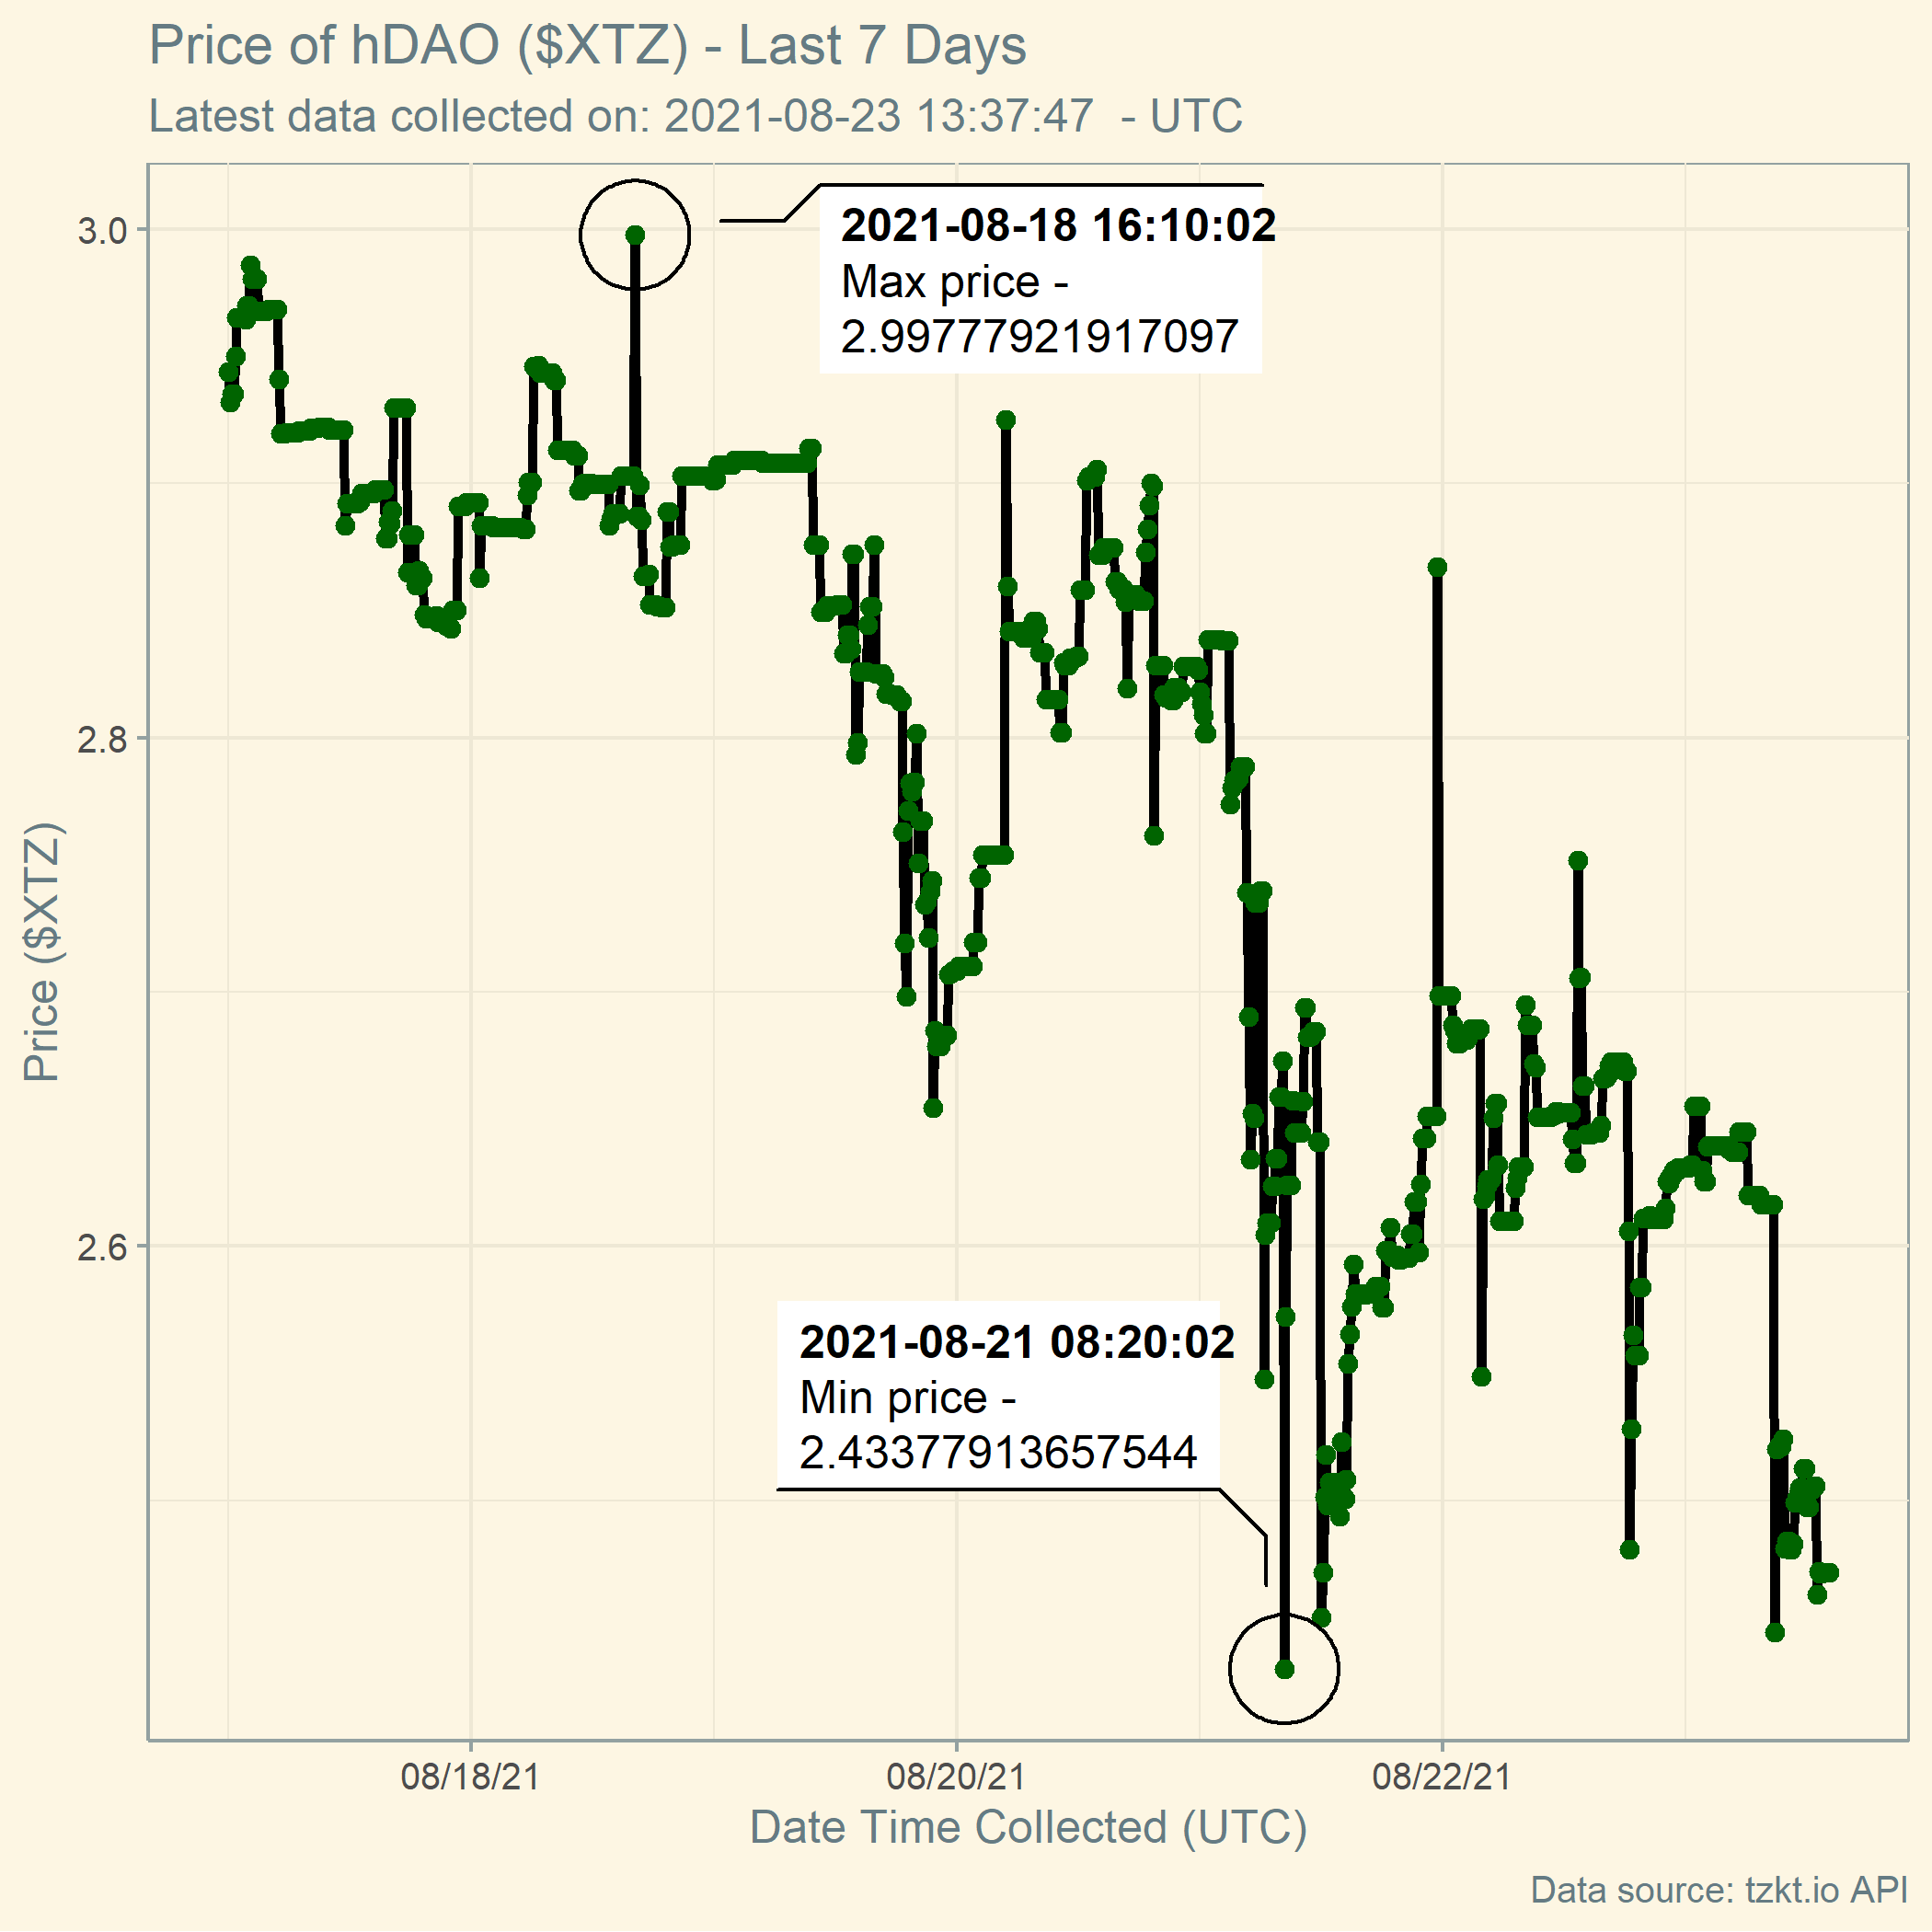 Price of hDAO ($XTZ) - Last 7 Days
Latest data collected on: 2021-08-23 13:37:47  - UTC
2021-08-18 16:10:02
Max price -
2.99777921917097
3.0
2.8
2.6
Price ($XTZ)
2021-08-21 08:20:02
Min price -
2.43377913657544
08/18/21
08/20/21
08/22/21
Date Time Collected (UTC)
Data source: tzkt.io API